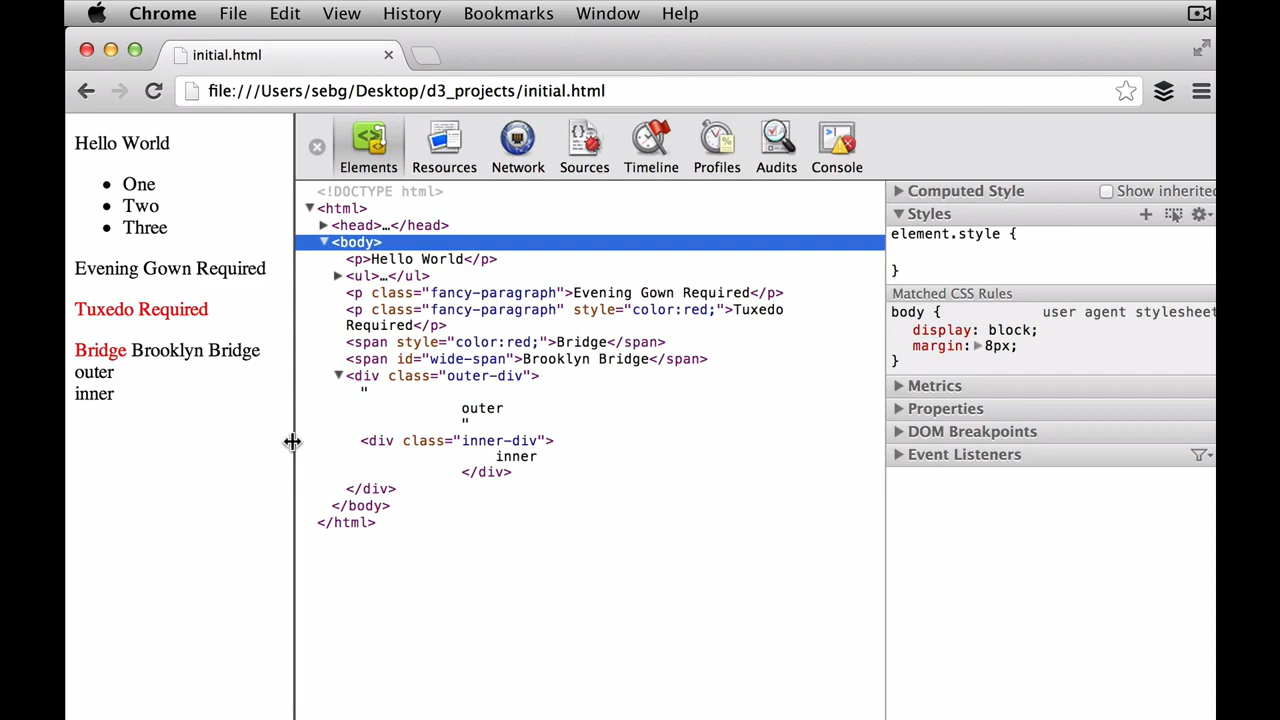 Chrome File Edit View History Bookmarks Window Help
initial.html
file:///Users/sebg/Desktop/d3_projects/initial.html
Hello World
One
Two
Three
Evening Gown Required
Tuxedo Required
Bridge Brooklyn Bridge
outer
inner
Elements Resources Network Sources Timeline Profiles Audits Console
<!DOCTYPE html>
<html>
<head>…</head>
<body>
<p>Hello World</p>
<ul>…</ul>
<p class="fancy-paragraph">Evening Gown Required</p>
<p class="fancy-paragraph" style="color:red;">Tuxedo
Required</p>
<span style="color:red;">Bridge</span>
<span id="wide-span">Brooklyn Bridge</span>
<div class="outer-div">
"
outer
"
<div class="inner-div">
inner
</div>
</div>
</body>
</html>
Computed Style Show inherited
Styles
element.style {
}
Matched CSS Rules
body { user agent stylesheet
display: block;
margin: 8px;
}
Metrics
Properties
DOM Breakpoints
Event Listeners